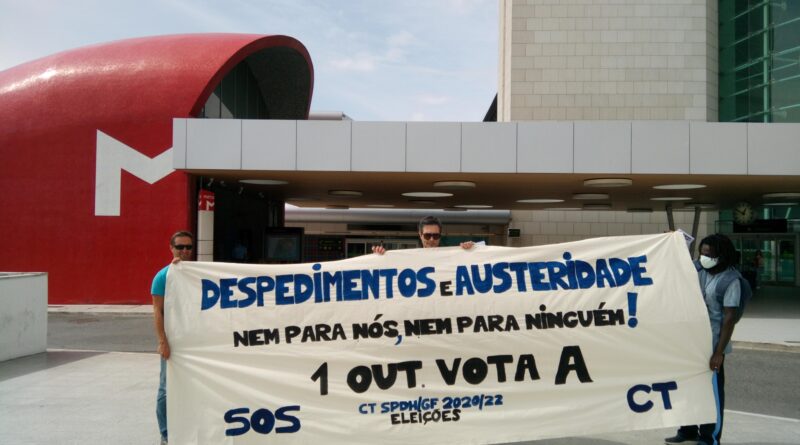 M
M
DESPEDIMENTOS E AUSTERIDADE
NEM PARA NÓS, NEM PARA NINGUÉM!
1 OUT. VOTA A
SOS
CT SPDH/GF 2020/22
ELEIÇÕES
CT